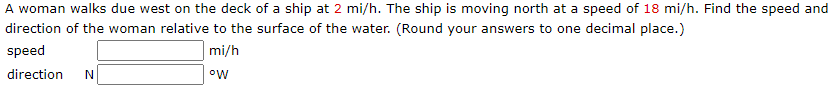 A woman walks due west on the deck of a ship at 2 mi/h. The ship is moving north at a speed of 18 mi/h. Find the speed and
direction of the woman relative to the surface of the water. (Round your answers to one decimal place.)
speed mi/h
direction N °W